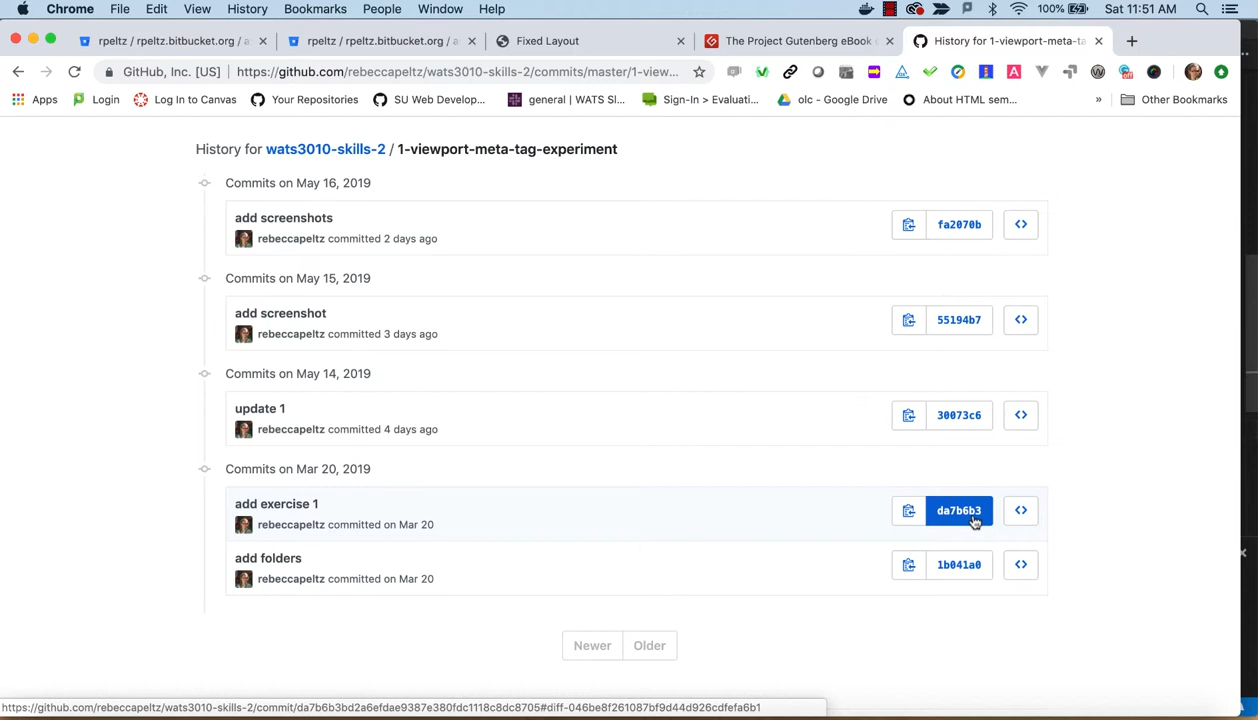 Chrome File Edit View History Bookmarks People Window Help 100% Sat 11:51 AM
rpeltz / rpeltz.bitbucket.org / a rpeltz / rpeltz.bitbucket.org / a Fixed Layout The Project Gutenberg eBook History for 1-viewport-meta-ta
GitHub, Inc. [US] https://github.com/rebeccapeltz/wats3010-skills-2/commits/master/1-view...
Apps Login Log In to Canvas Your Repositories SU Web Develop... general | WATS Sl... Sign-In > Evaluati... olc - Google Drive About HTML sem... » Other Bookmarks
History for wats3010-skills-2 / 1-viewport-meta-tag-experiment
Commits on May 16, 2019
add screenshots
fa2070b
rebeccapeltz committed 2 days ago
Commits on May 15, 2019
add screenshot
55194b7
rebeccapeltz committed 3 days ago
Commits on May 14, 2019
update 1
30073c6
rebeccapeltz committed 4 days ago
Commits on Mar 20, 2019
add exercise 1
da7b6b3
rebeccapeltz committed on Mar 20
add folders
1b041a0
rebeccapeltz committed on Mar 20
Newer Older
https://github.com/rebeccapeltz/wats3010-skills-2/commit/da7b6b3bd2a6efdae9387e380fdc1118c8dc8705#diff-046be8f261087bf9d44d926cdfefa6b1